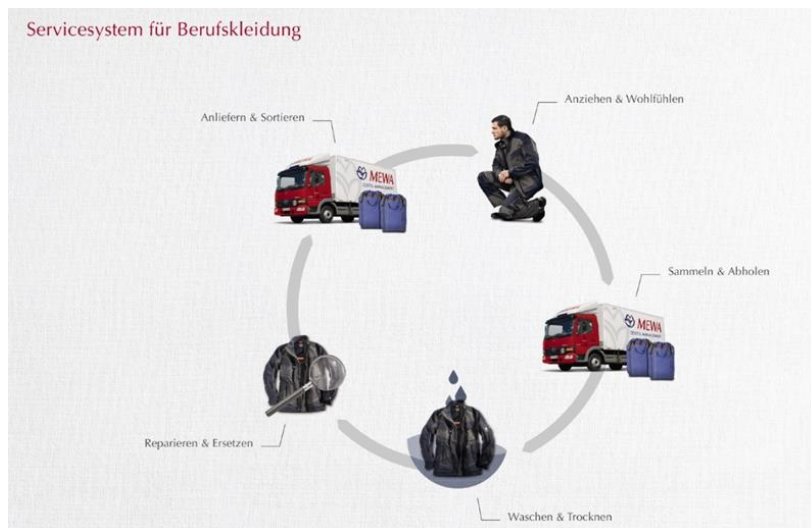 Servicesystem für Berufskleidung
Anziehen & Wohlfühlen
Anliefern & Sortieren
MEWA
Sammeln & Abholen
MEWA
Reparieren & Ersetzen
Waschen & Trocknen